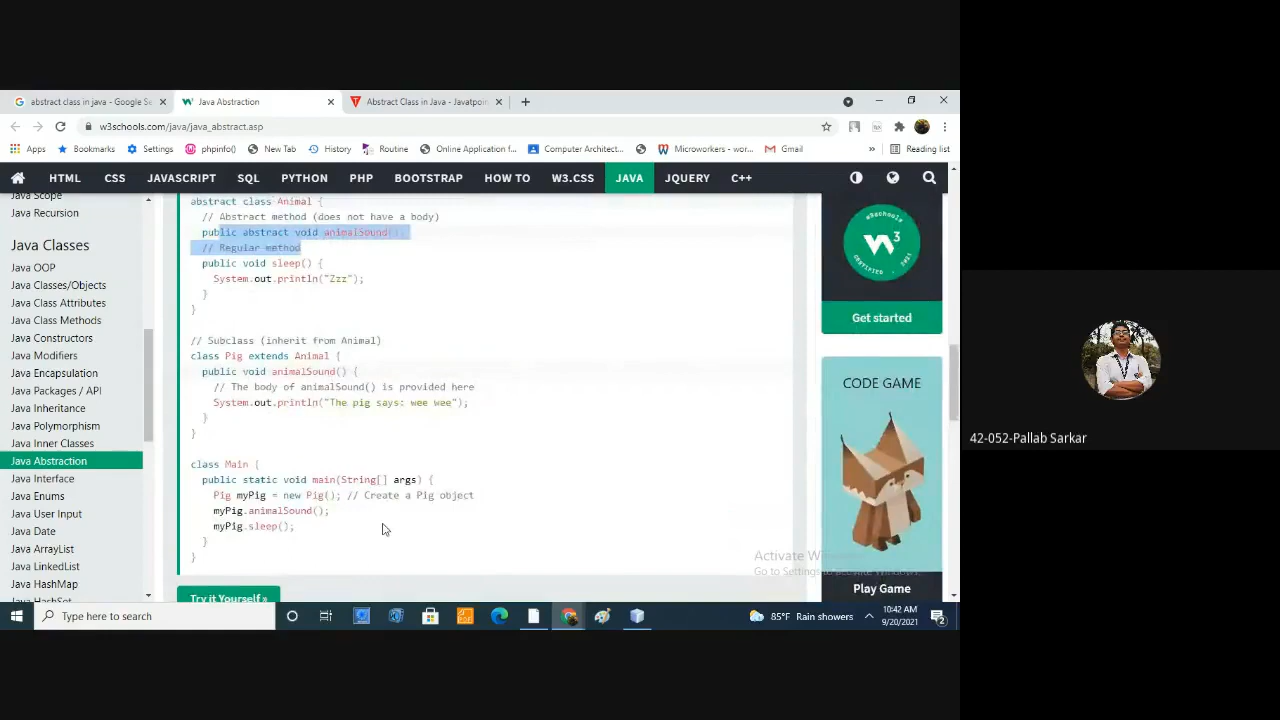 abstract class in java - Google Se
Java Abstraction
Abstract Class in Java - Javatpoin
w3schools.com/java/java_abstract.asp
Apps
Bookmarks
Settings
phpinfo()
New Tab
History
Routine
Online Application f...
Computer Architect...
Microworkers - wor...
Gmail
»
Reading list
HTML
CSS
JAVASCRIPT
SQL
PYTHON
PHP
BOOTSTRAP
HOW TO
W3.CSS
JAVA
JQUERY
C++
Java Scope
Java Recursion
Java Classes
Java OOP
Java Classes/Objects
Java Class Attributes
Java Class Methods
Java Constructors
Java Modifiers
Java Encapsulation
Java Packages / API
Java Inheritance
Java Polymorphism
Java Inner Classes
Java Abstraction
Java Interface
Java Enums
Java User Input
Java Date
Java ArrayList
Java LinkedList
Java HashMap
Java HashSet
abstract class Animal {
// Abstract method (does not have a body)
public abstract void animalSound();
// Regular method
public void sleep() {
System.out.println("Zzz");
}
}
// Subclass (inherit from Animal)
class Pig extends Animal {
public void animalSound() {
// The body of animalSound() is provided here
System.out.println("The pig says: wee wee");
}
}
class Main {
public static void main(String[] args) {
Pig myPig = new Pig(); // Create a Pig object
myPig.animalSound();
myPig.sleep();
}
}
Try it Yourself »
w3schools
W3
CERTIFIED . 2021
Get started
CODE GAME
Play Game
Activate Windows
Go to Settings to activate Windows.
Type here to search
85°F Rain showers
10:42 AM
9/20/2021
2
42-052-Pallab Sarkar